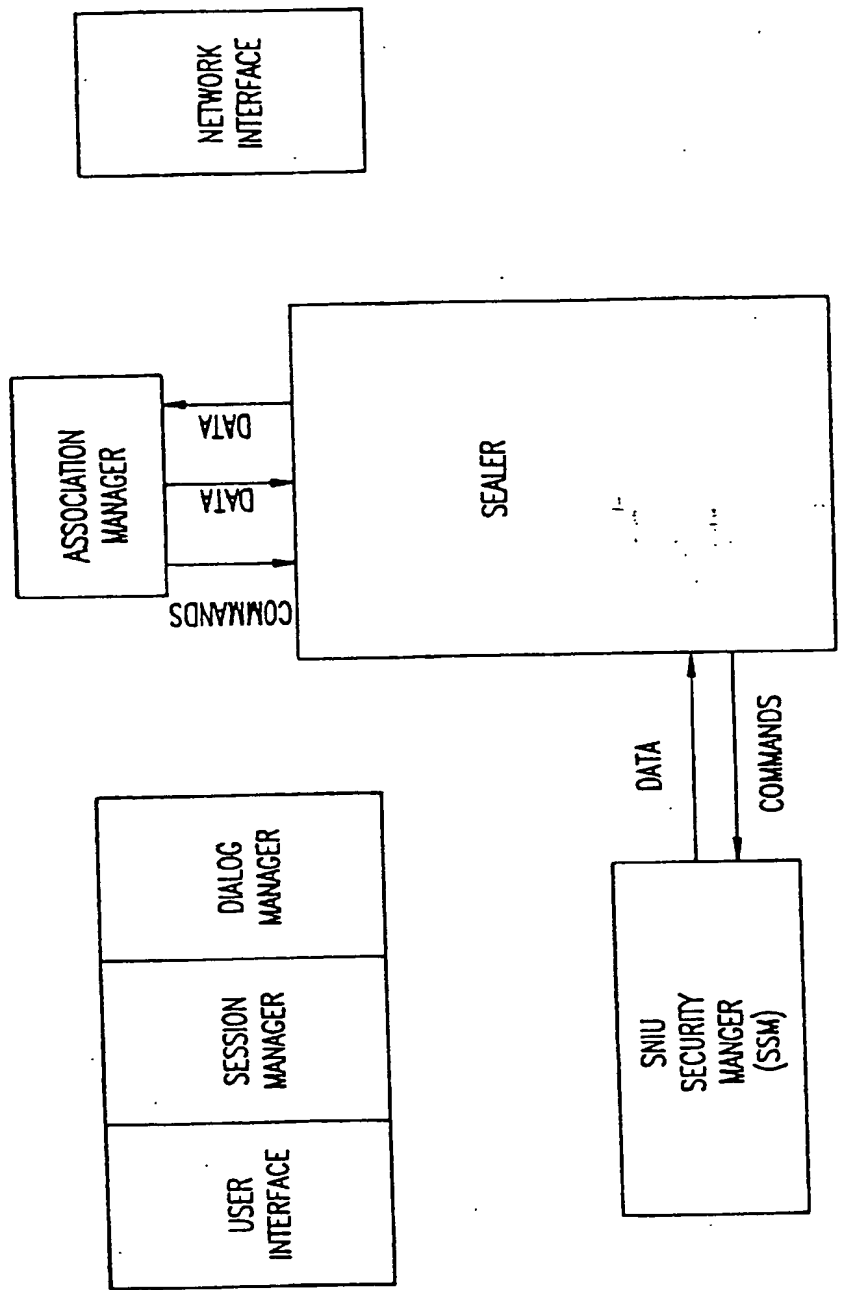 USER
INTERFACE
SESSION
MANAGER
DIALOG
MANAGER
ASSOCIATION
MANAGER
NETWORK
INTERFACE
COMMANDS
DATA
DATA
SEALER
DATA
COMMANDS
SNIU
SECURITY
MANGER
(SSM)